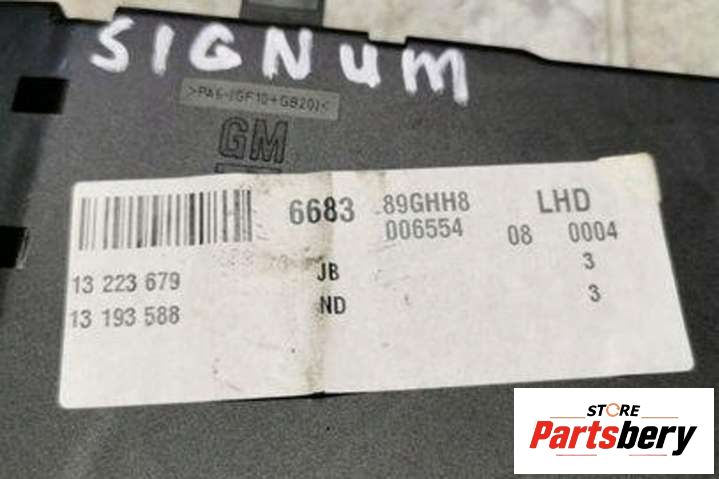 SIGNUM
>PA6-(GF10+GB20)<
GM
6683 89GHH8 LHD
006554 08 0004
13 223 679 JB 3
13 193 588 ND 3
STORE
Partsbery